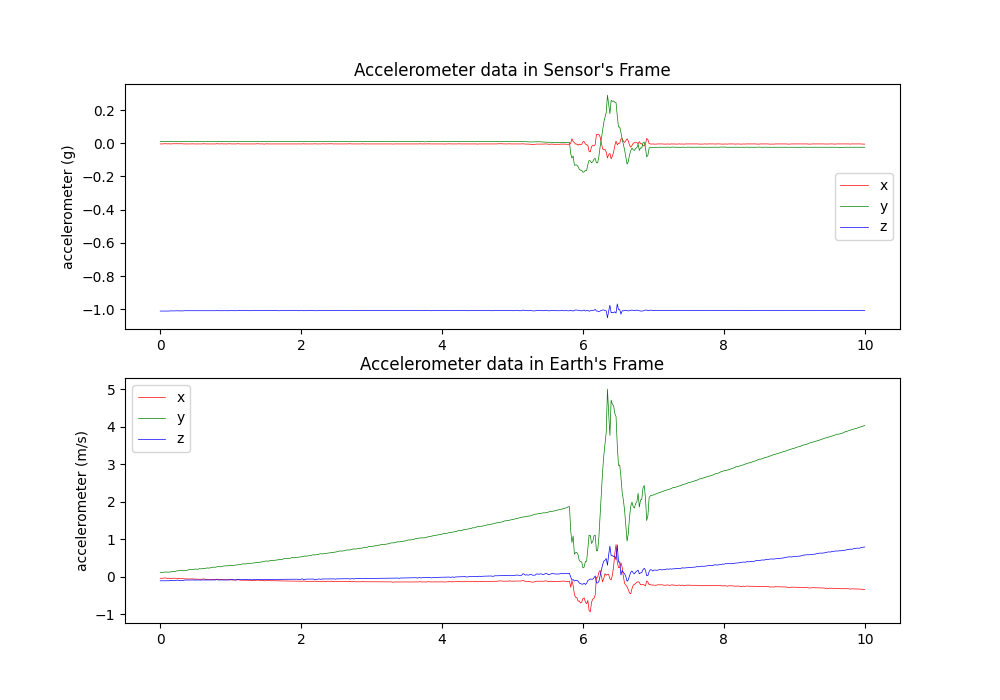 Accelerometer data in Sensor's Frame
accelerometer (g)
0.2
0.0
−0.2
−0.4
−0.6
−0.8
−1.0
x
y
z
0 2 4 6 8 10
Accelerometer data in Earth's Frame
accelerometer (m/s)
5
4
3
2
1
0
−1
x
y
z
0 2 4 6 8 10